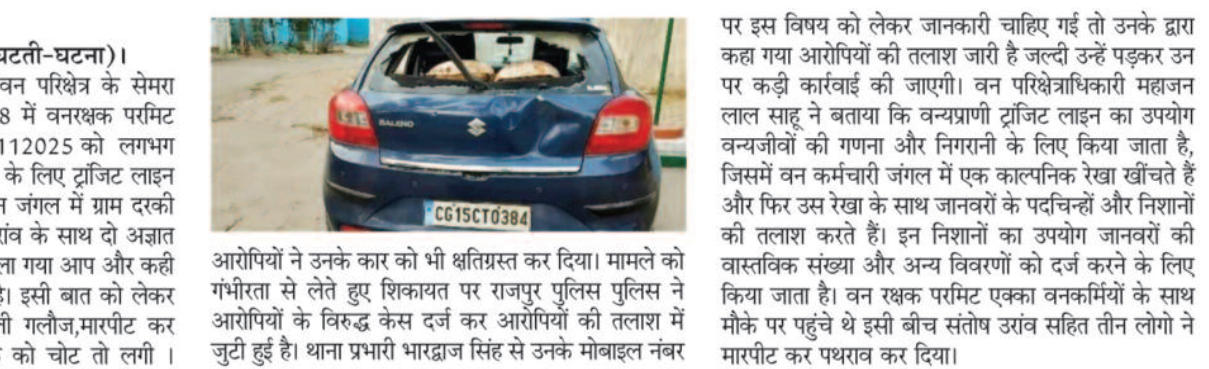 घटती-घटना)।
वन परिक्षेत्र के सेमरा
8 में वनरक्षक परमिट
112025 को लगभग
के लिए ट्रांजिट लाइन
जंगल में ग्राम दरकी
के साथ दो अज्ञात
गया आप और कही
इसी बात को लेकर
गलौज,मारपीट कर
को चोट तो लगी ।
BALENO
CG15CT0384
आरोपियों ने उनके कार को भी क्षतिग्रस्त कर दिया। मामले को
गंभीरता से लेते हुए शिकायत पर राजपुर पुलिस पुलिस ने
आरोपियों के विरुद्ध केस दर्ज कर आरोपियों की तलाश में
जुटी हुई है। थाना प्रभारी भारद्वाज सिंह से उनके मोबाइल नंबर
पर इस विषय को लेकर जानकारी चाहिए गई तो उनके द्वारा
कहा गया आरोपियों की तलाश जारी है जल्दी उन्हें पड़कर उन
पर कड़ी कार्रवाई की जाएगी। वन परिक्षेत्राधिकारी महाजन
लाल साहू ने बताया कि वन्यप्राणी ट्रांजिट लाइन का उपयोग
वन्यजीवों की गणना और निगरानी के लिए किया जाता है,
जिसमें वन कर्मचारी जंगल में एक काल्पनिक रेखा खींचते हैं
और फिर उस रेखा के साथ जानवरों के पदचिन्हों और निशानों
की तलाश करते हैं। इन निशानों का उपयोग जानवरों की
वास्तविक संख्या और अन्य विवरणों को दर्ज करने के लिए
किया जाता है। वन रक्षक परमिट एक्का वनकर्मियों के साथ
मौके पर पहुंचे थे इसी बीच संतोष उरांव सहित तीन लोगो ने
मारपीट कर पथराव कर दिया।